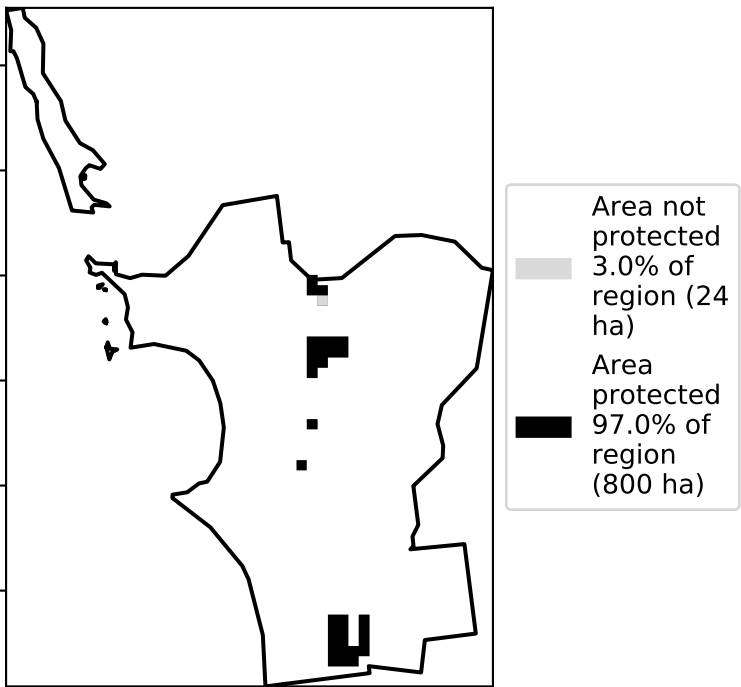 Area not
protected
3.0% of
region (24
ha)
Area
protected
97.0% of
region
(800 ha)